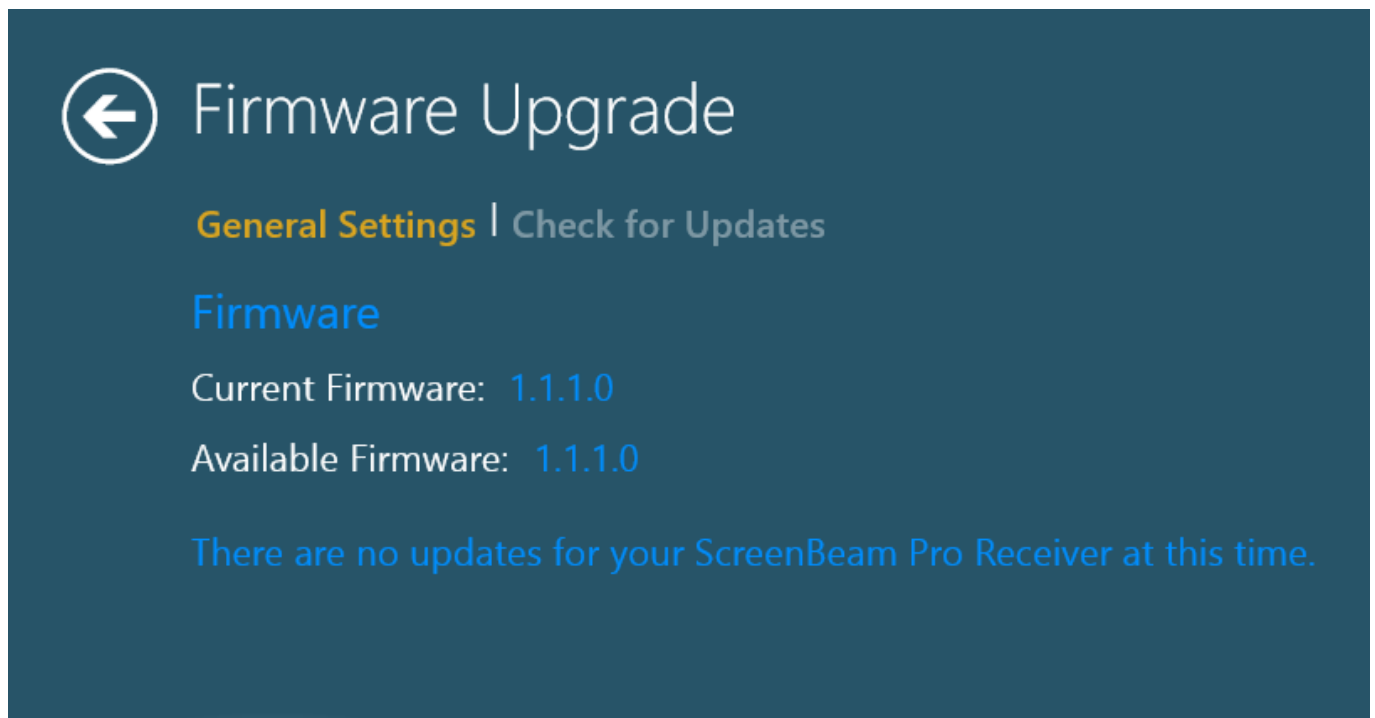 Firmware Upgrade
General Settings | Check for Updates
Firmware
Current Firmware: 1.1.1.0
Available Firmware: 1.1.1.0
There are no updates for your ScreenBeam Pro Receiver at this time.